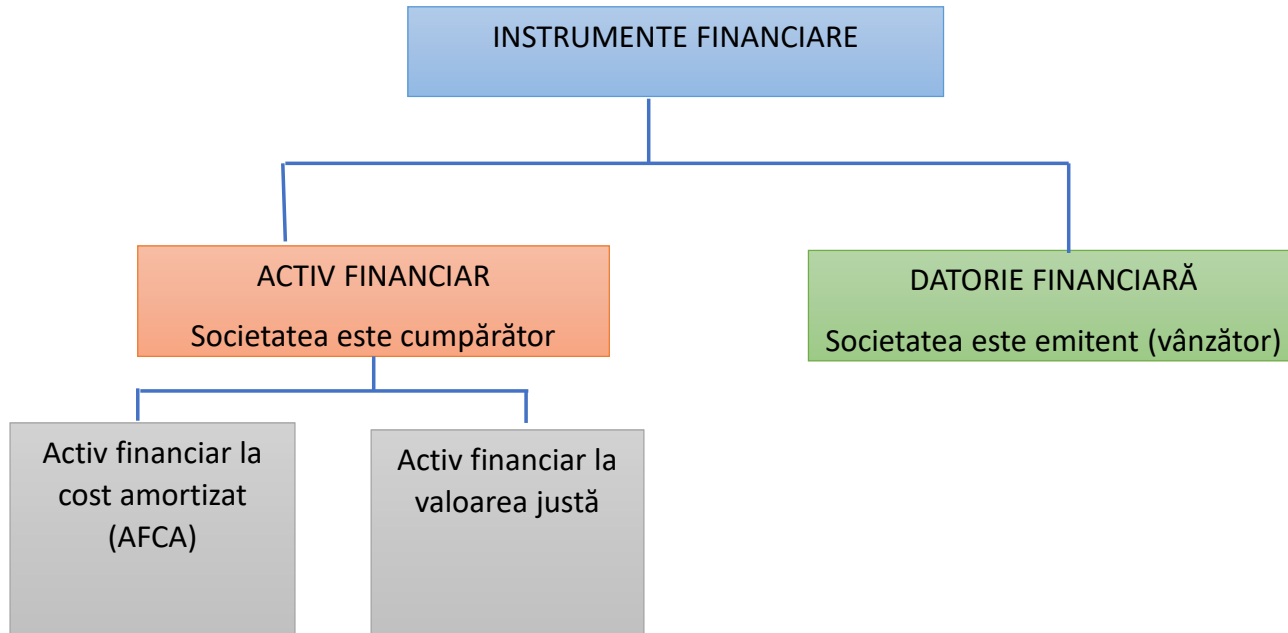 INSTRUMENTE FINANCIARE
ACTIV FINANCIAR
Societatea este cumpărător
DATORIE FINANCIARĂ
Societatea este emitent (vânzător)
Activ financiar la
cost amortizat
(AFCA)
Activ financiar la
valoarea justă